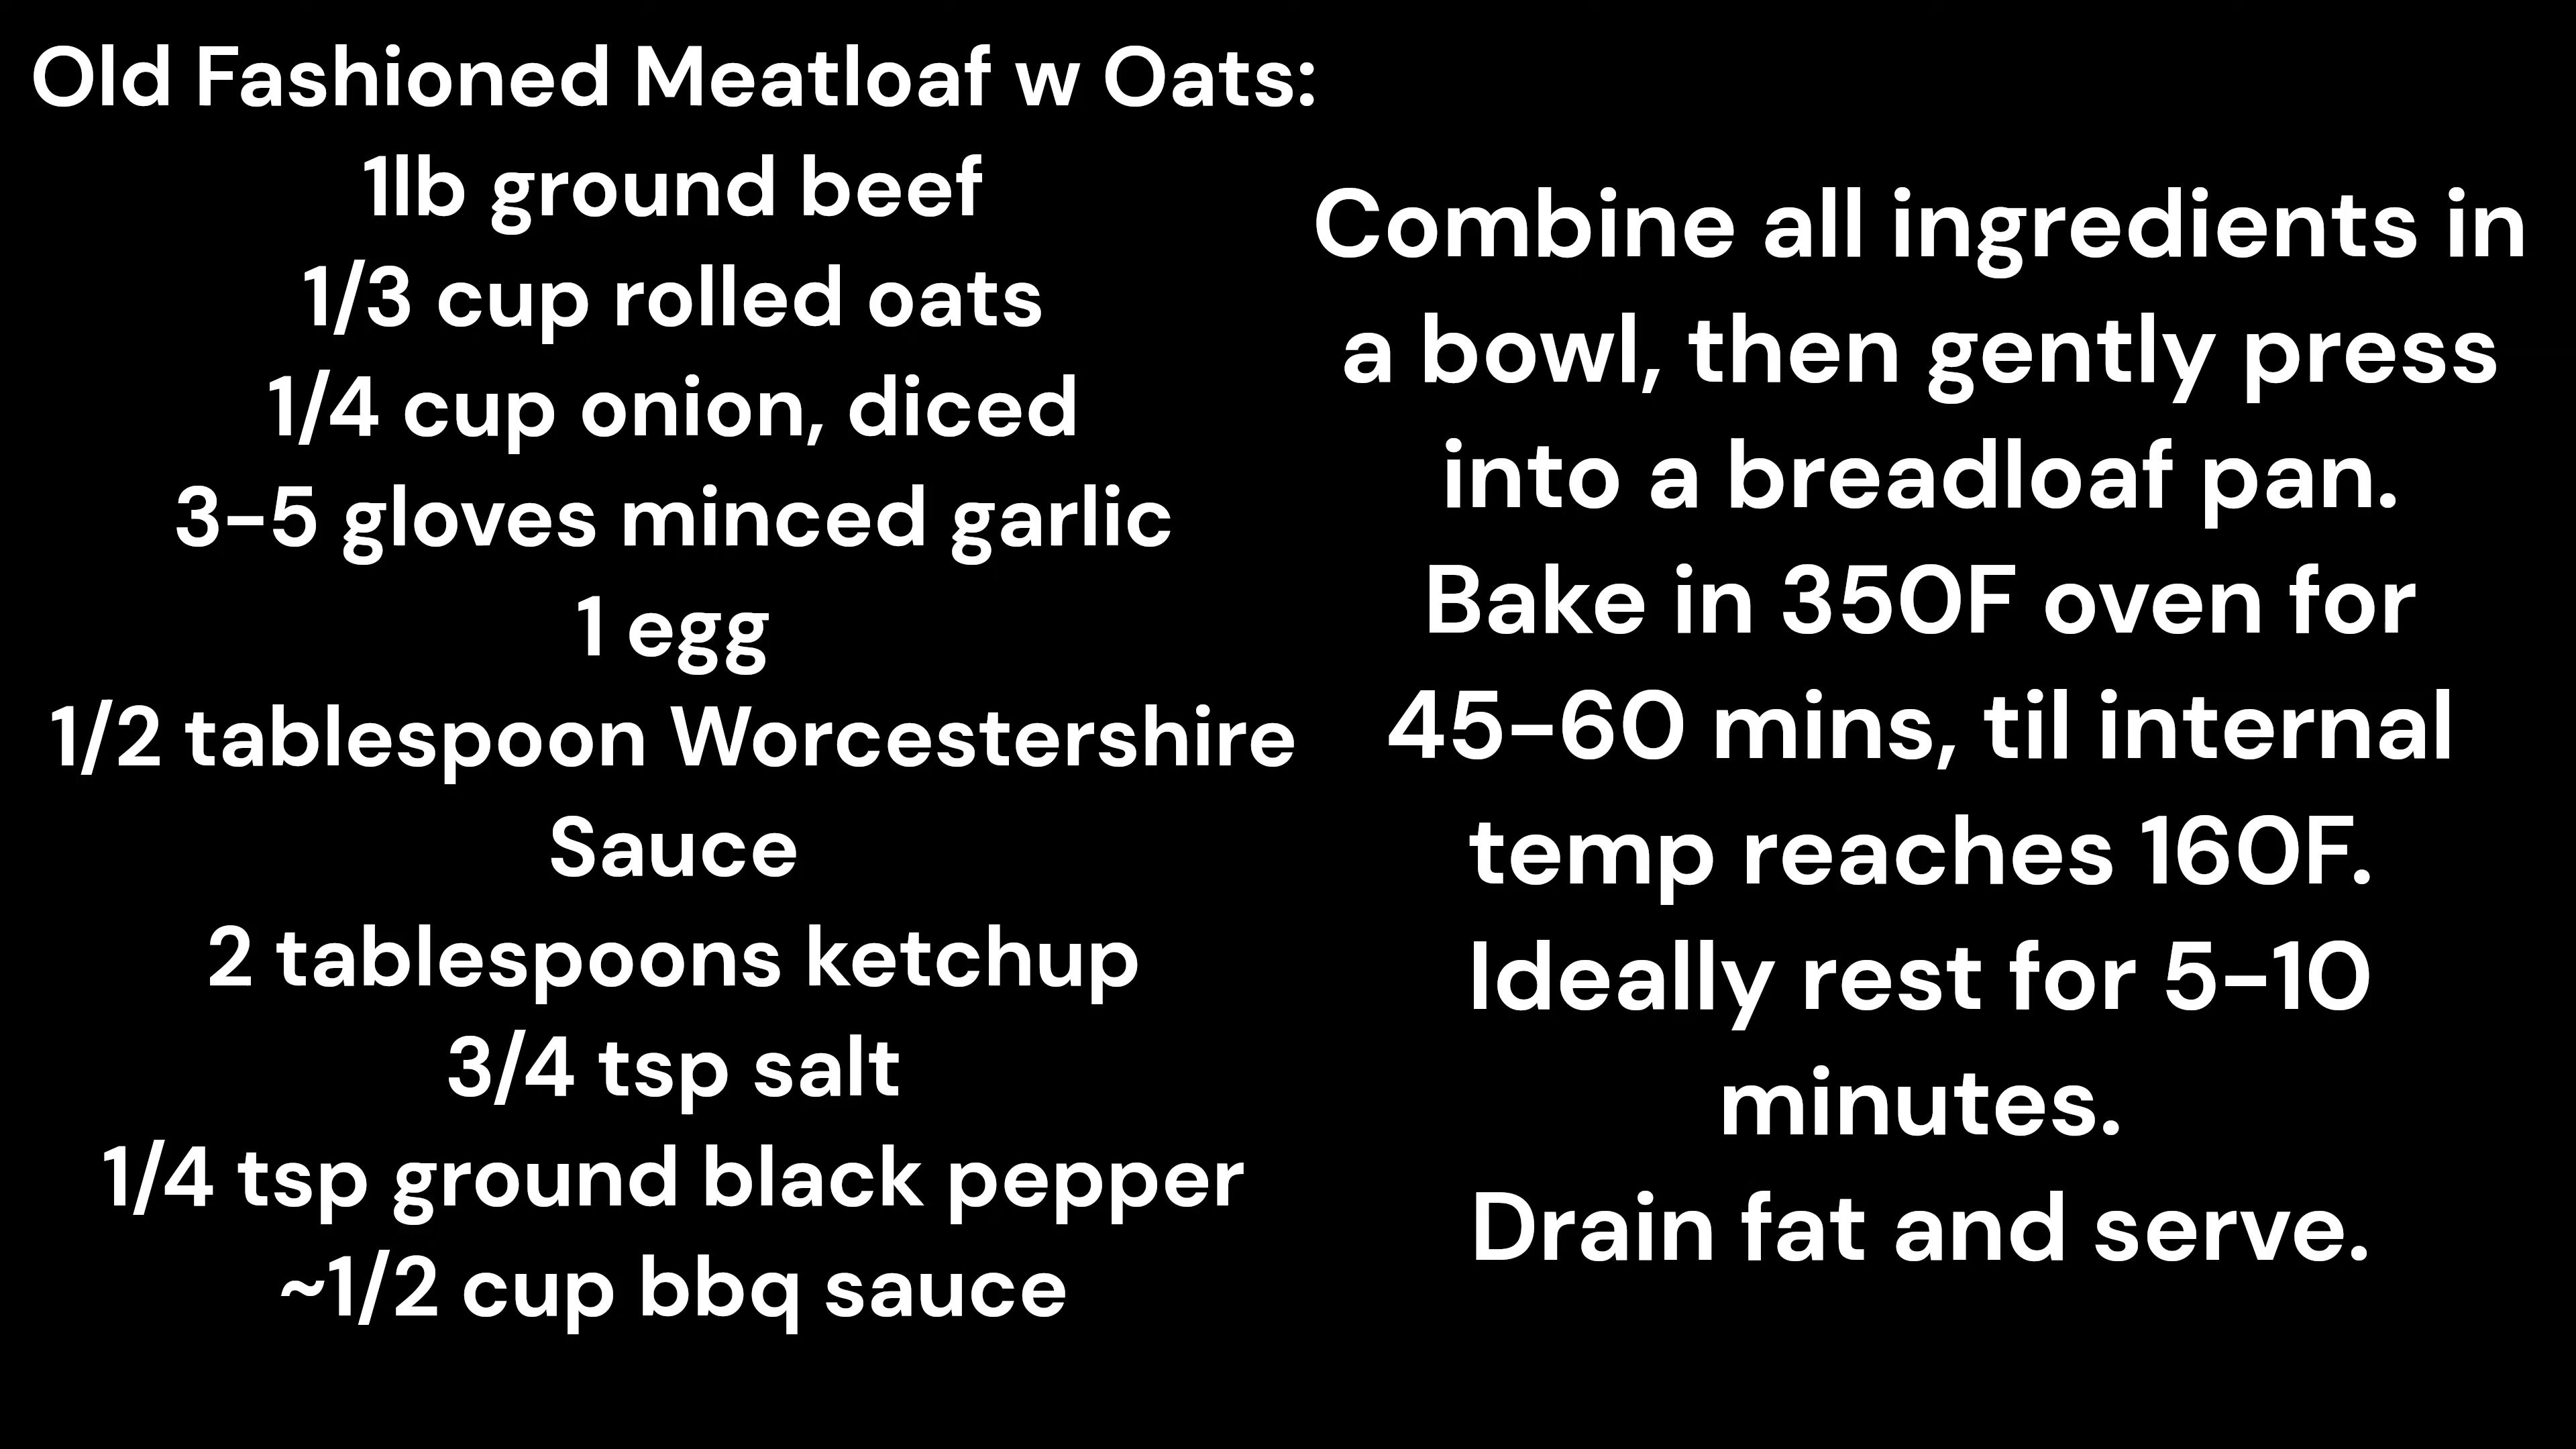 Old Fashioned Meatloaf w Oats:
1lb ground beef
1/3 cup rolled oats
1/4 cup onion, diced
3-5 gloves minced garlic
1 egg
1/2 tablespoon Worcestershire
Sauce
2 tablespoons ketchup
3/4 tsp salt
1/4 tsp ground black pepper
~1/2 cup bbq sauce
Combine all ingredients in
a bowl, then gently press
into a breadloaf pan.
Bake in 350F oven for
45-60 mins, til internal
temp reaches 160F.
Ideally rest for 5-10
minutes.
Drain fat and serve.